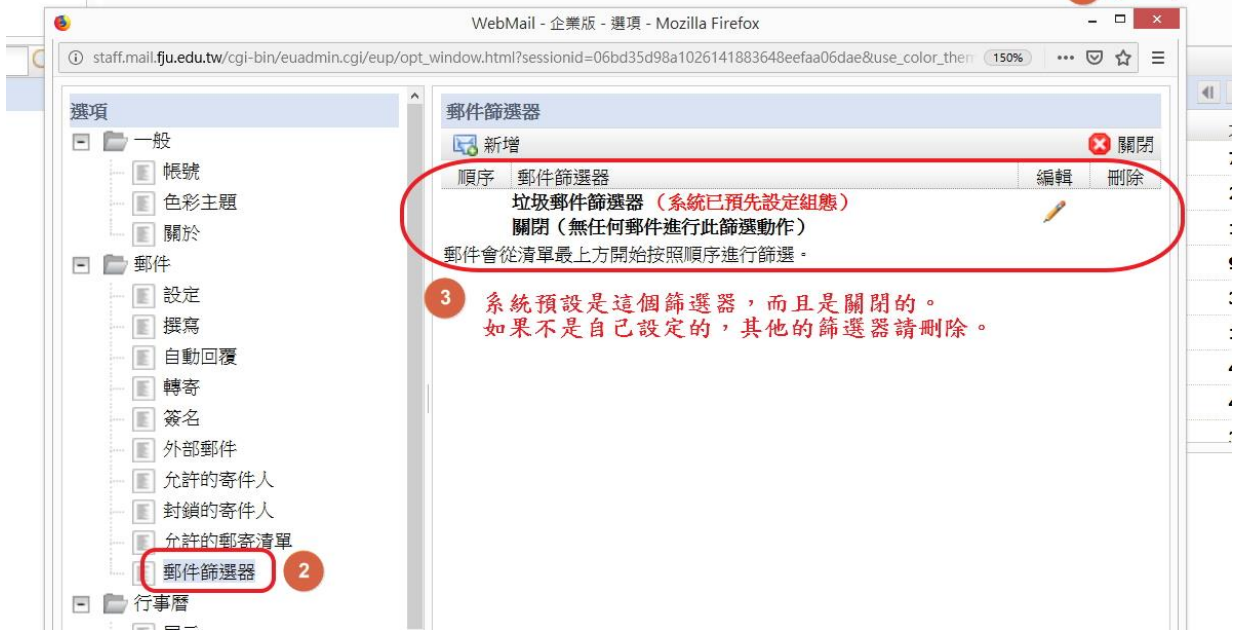 WebMail - 企業版 - 選項 - Mozilla Firefox
staff.mail.fju.edu.tw/cgi-bin/euadmin.cgi/eup/opt_window.html?sessionid=06bd35d98a1026141883648eefaa06dae&use_color_them
150%
選項
一般
帳號
色彩主題
關於
郵件
設定
撰寫
自動回覆
轉寄
簽名
外部郵件
允許的寄件人
封鎖的寄件人
允許的郵寄清單
郵件篩選器
2
行事曆
郵件篩選器
新增
關閉
順序 郵件篩選器 編輯 刪除
垃圾郵件篩選器（系統已預先設定組態）
關閉（無任何郵件進行此篩選動作）
郵件會從清單最上方開始按照順序進行篩選。
3 系統預設是這個篩選器，而且是關閉的。
如果不是自己設定的，其他的篩選器請刪除。